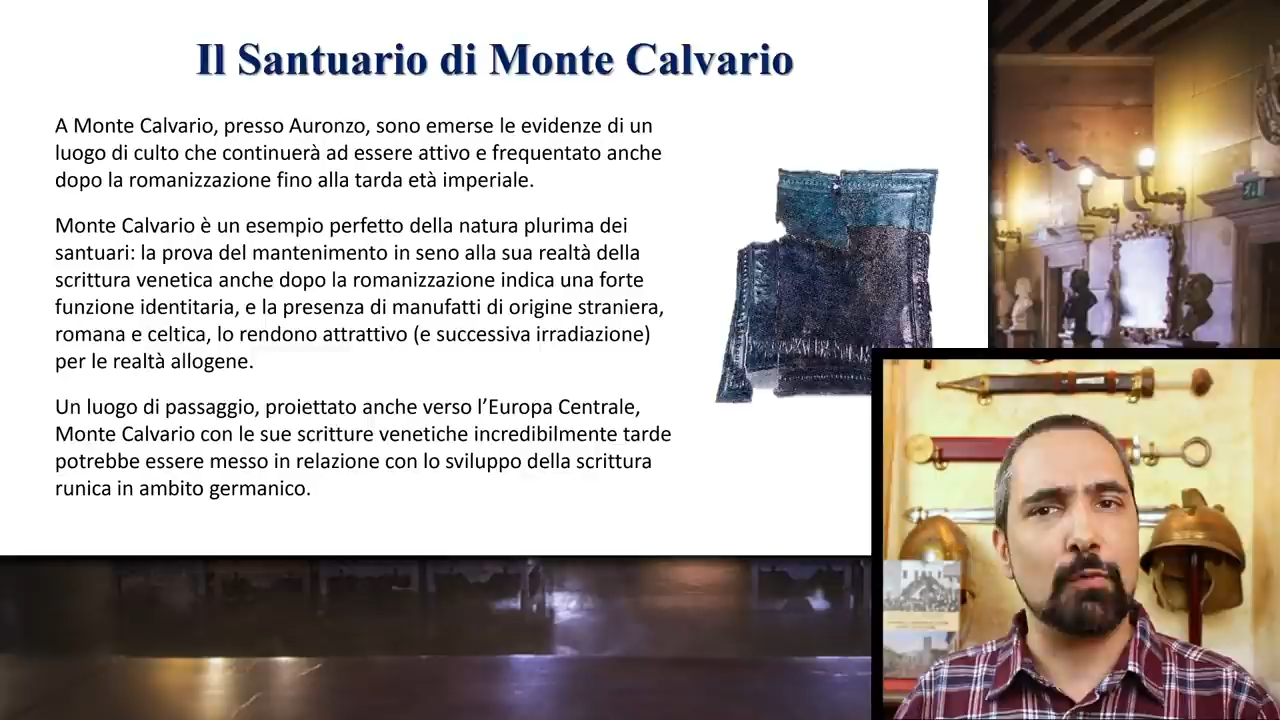 Il Santuario di Monte Calvario
A Monte Calvario, presso Auronzo, sono emerse le evidenze di un
luogo di culto che continuerà ad essere attivo e frequentato anche
dopo la romanizzazione fino alla tarda età imperiale.
Monte Calvario è un esempio perfetto della natura plurima dei
santuari: la prova del mantenimento in seno alla sua realtà della
scrittura venetica anche dopo la romanizzazione indica una forte
funzione identitaria, e la presenza di manufatti di origine straniera,
romana e celtica, lo rendono attrattivo (e successiva irradiazione)
per le realtà allogene.
Un luogo di passaggio, proiettato anche verso l’Europa Centrale,
Monte Calvario con le sue scritture venetiche incredibilmente tarde
potrebbe essere messo in relazione con lo sviluppo della scrittura
runica in ambito germanico.